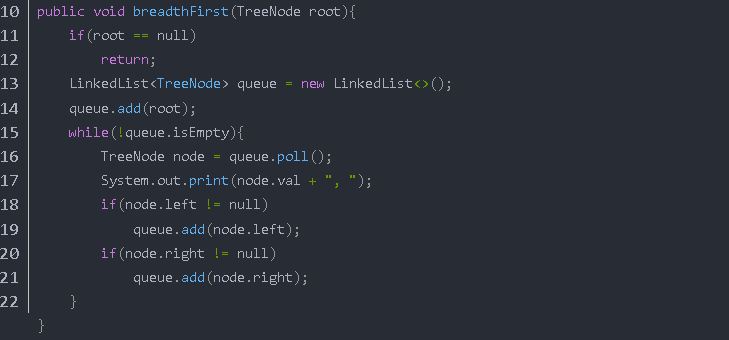 10 public void breadthFirst(TreeNode root){
11     if(root == null)
12         return;
13     LinkedList<TreeNode> queue = new LinkedList<>();
14     queue.add(root);
15     while(!queue.isEmpty){
16         TreeNode node = queue.poll();
17         System.out.print(node.val + ", ");
18         if(node.left != null)
19             queue.add(node.left);
20         if(node.right != null)
21             queue.add(node.right);
22     }
}